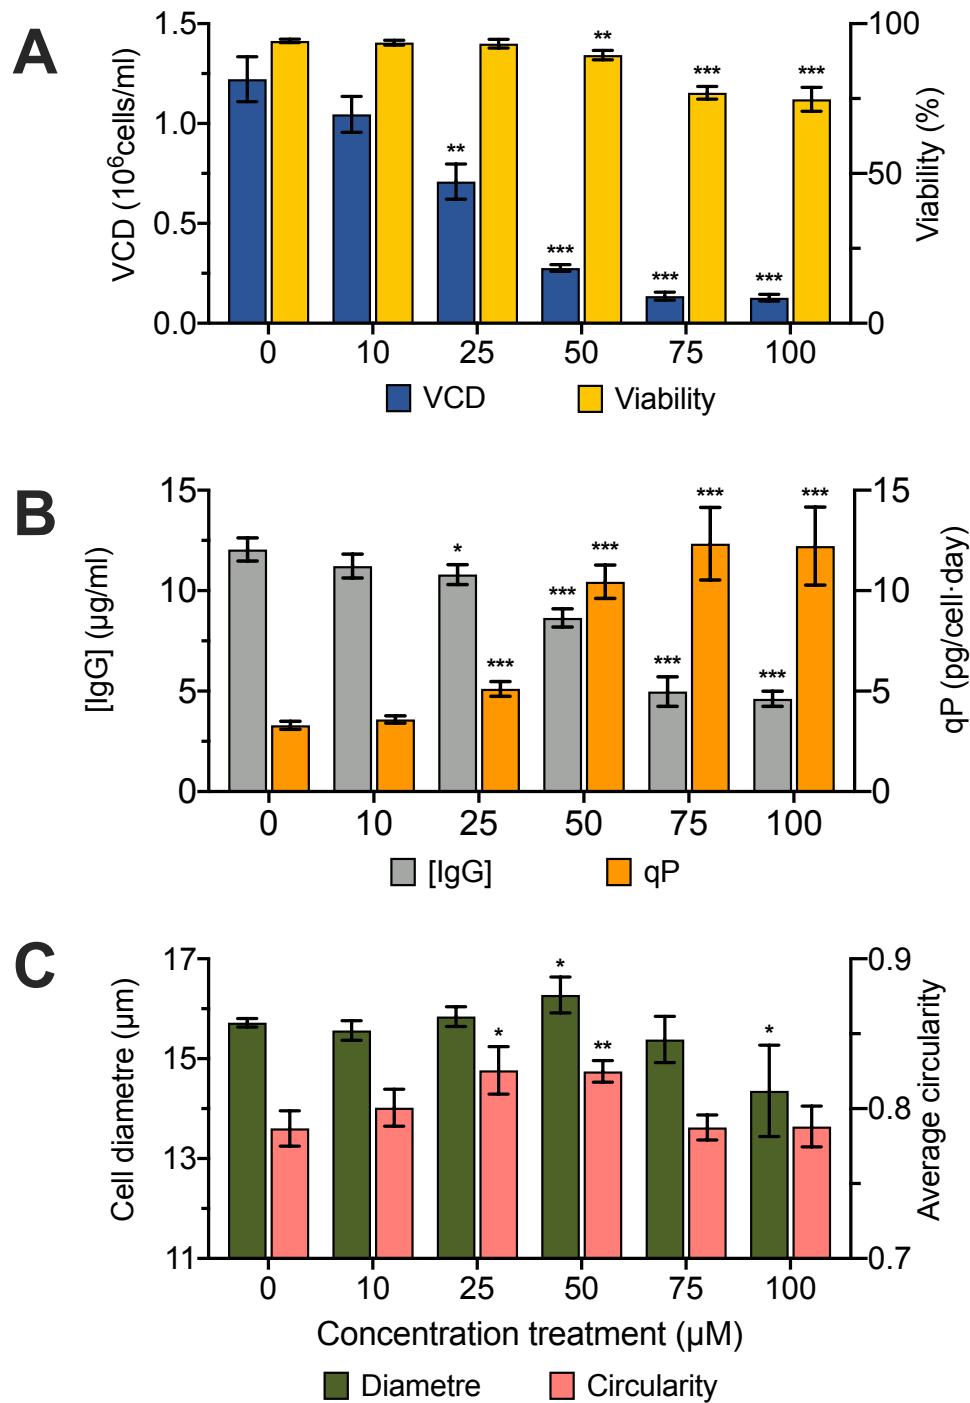 A
VCD (10⁶cells/ml)
1.5
1.0
0.5
0.0
** ***
*** **
*** ***
***
100
50
0
Viability (%)
0 10 25 50 75 100
VCD Viability
B
[IgG] (µg/ml)
15
10
5
0
* *** *** *** *** *** *** ***
15
10
5
0
qP (pg/cell·day)
0 10 25 50 75 100
[IgG] qP
C
Cell diametre (µm)
17
15
13
11
* * ** *
0.9
0.8
0.7
Average circularity
0 10 25 50 75 100
Concentration treatment (µM)
Diametre Circularity